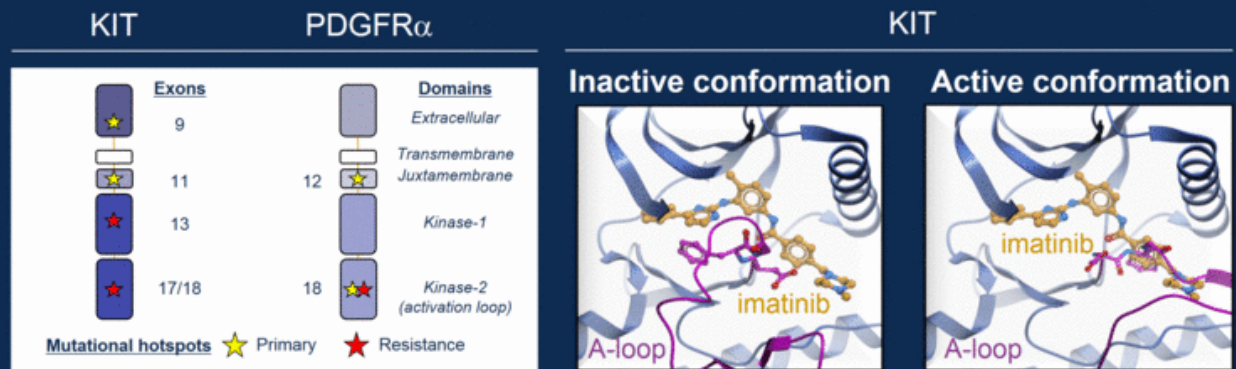 KIT PDGFRα
Exons Domains
9 Extracellular
Transmembrane
11 12 Juxtamembrane
13 Kinase-1
17/18 18 Kinase-2
(activation loop)
Mutational hotspots Primary Resistance
KIT
Inactive conformation
imatinib
A-loop
Active conformation
imatinib
A-loop